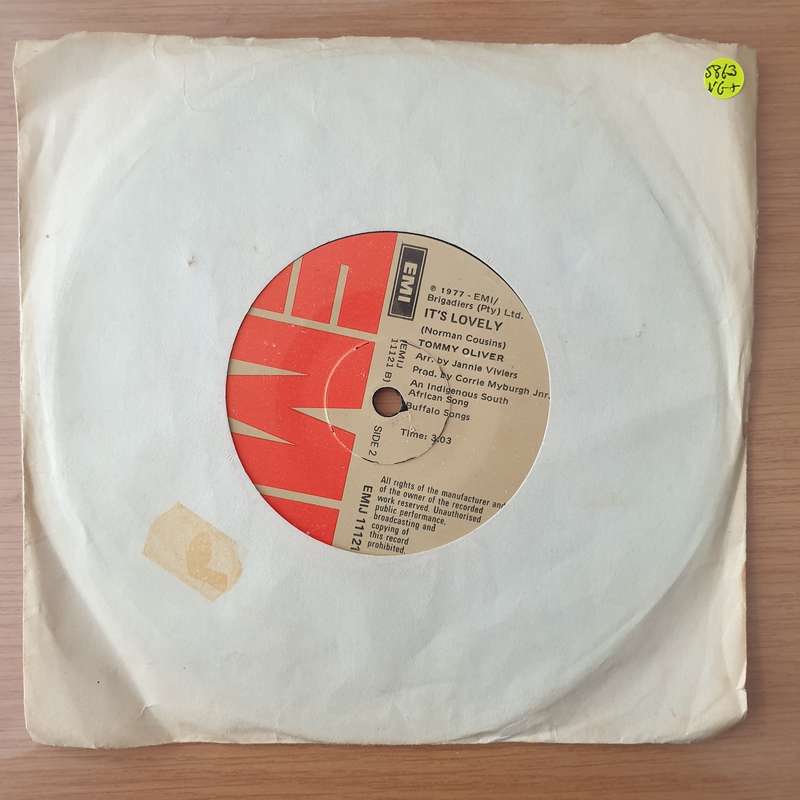 5863
VG+
EMI
EMI
℗ 1977 - EMI/
Brigadiers (Pty) Ltd.
IT'S LOVELY
(Norman Cousins)
TOMMY OLIVER
Arr. by Jannie Viviers
Prod. by Corrie Myburgh Jnr.
An Indigenous South
African Song
Buffalo Songs
Time: 3.03
(EMIJ
11121 B)
SIDE 2
EMIJ 11121
All rights of the manufacturer and
of the owner of the recorded
work reserved. Unauthorised
public performance.
broadcasting and
copying of
this record
prohibited.